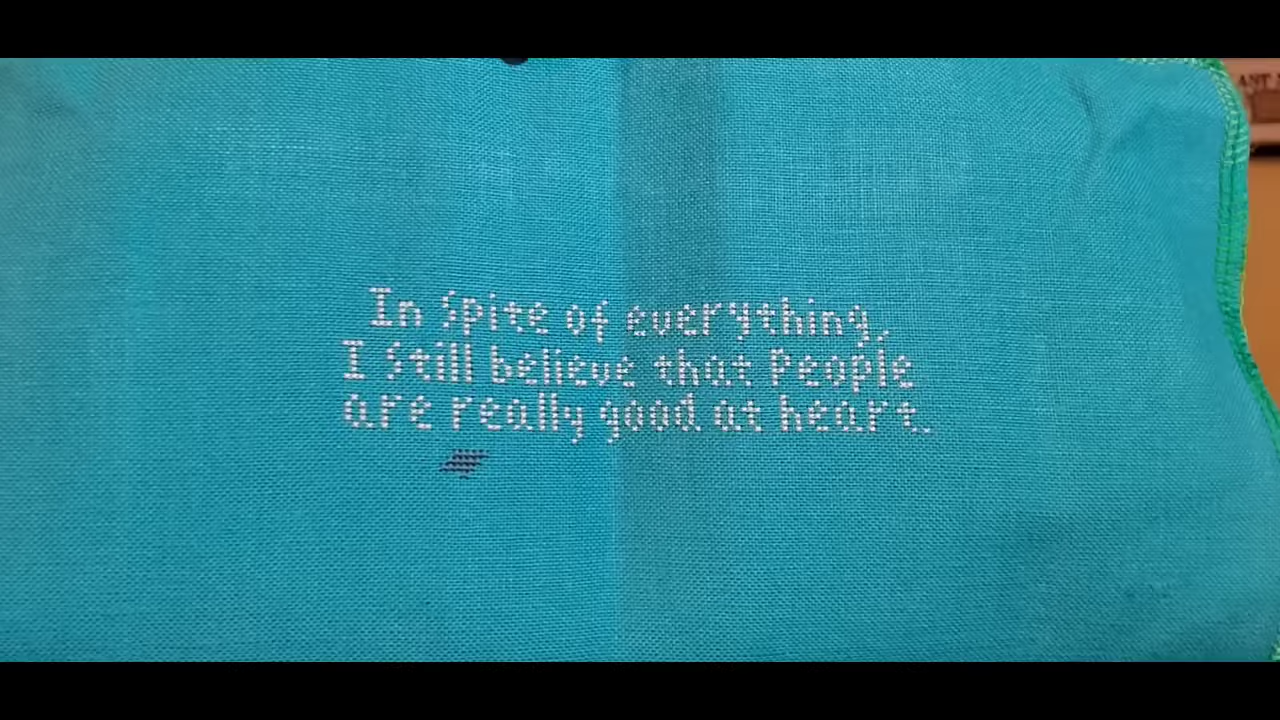 In Spite of everything,
I Still believe that People
are really good at heart.